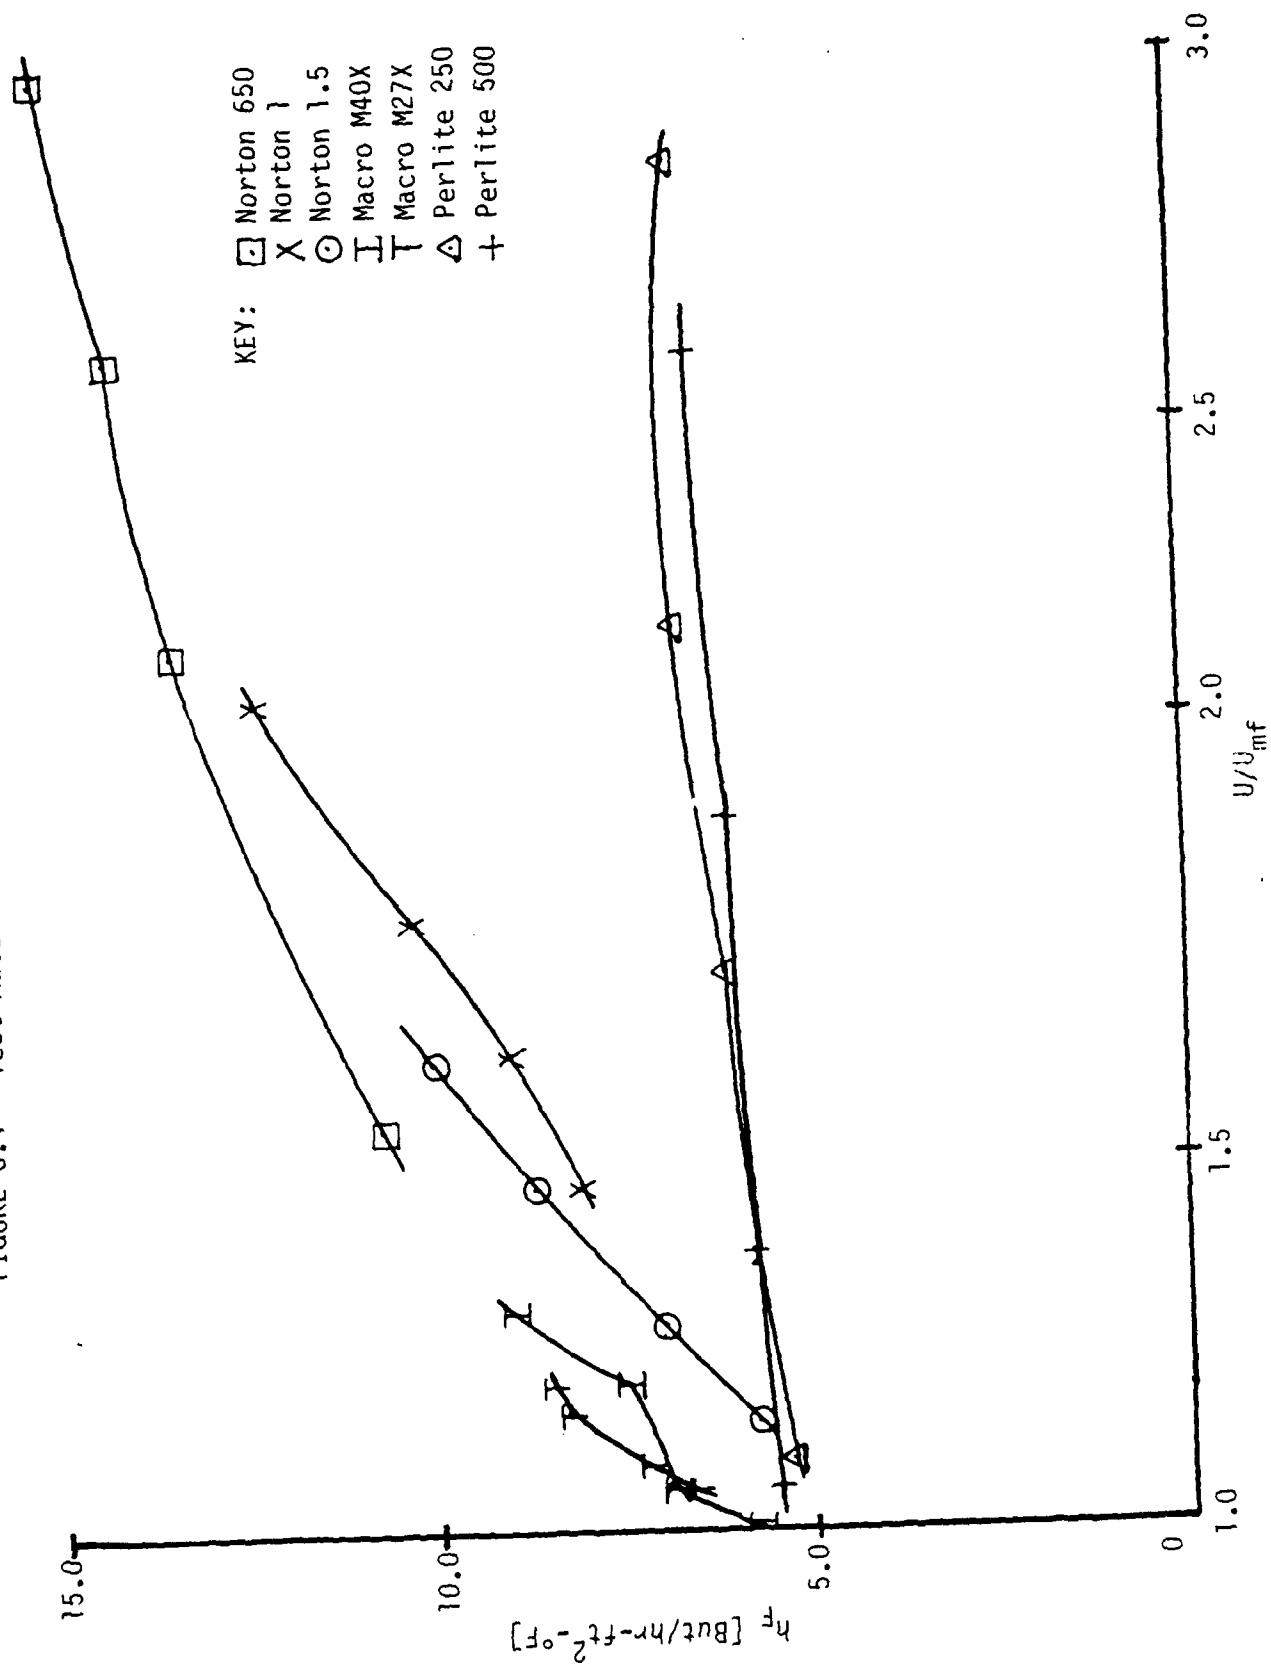 KEY:
Norton 650
X Norton 1
Norton 1.5
Macro M40X
Macro M27X
Perlite 250
+ Perlite 500
15.0
10.0
5.0
0
h_F [But/hr-ft²-°F]
1.0
1.5
2.0
2.5
3.0
U/U_mf